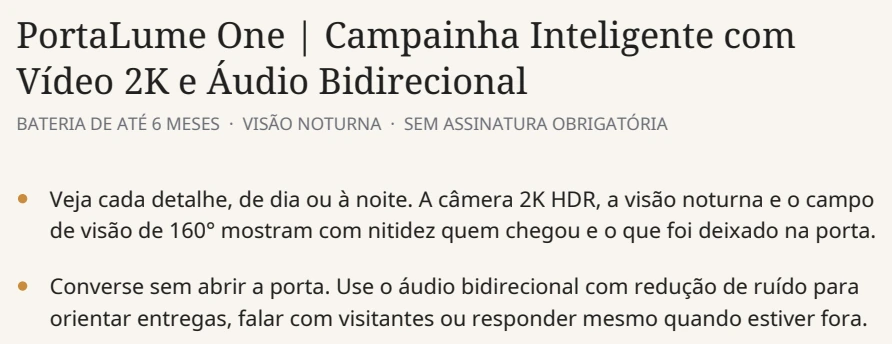 PortaLume One | Campainha Inteligente com
Vídeo 2K e Áudio Bidirecional
BATERIA DE ATÉ 6 MESES · VISÃO NOTURNA · SEM ASSINATURA OBRIGATÓRIA
• Veja cada detalhe, de dia ou à noite. A câmera 2K HDR, a visão noturna e o campo
de visão de 160° mostram com nitidez quem chegou e o que foi deixado na porta.
• Converse sem abrir a porta. Use o áudio bidirecional com redução de ruído para
orientar entregas, falar com visitantes ou responder mesmo quando estiver fora.